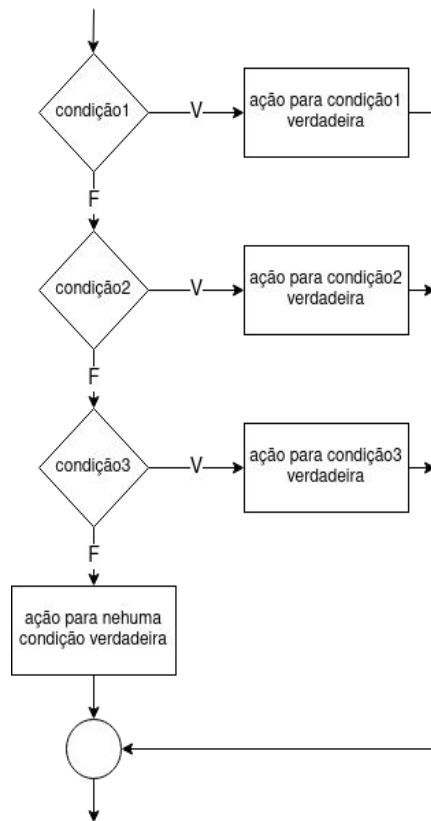 condição1
V
ação para condição1
verdadeira
F
condição2
V
ação para condição2
verdadeira
F
condição3
V
ação para condição3
verdadeira
F
ação para nehuma
condição verdadeira